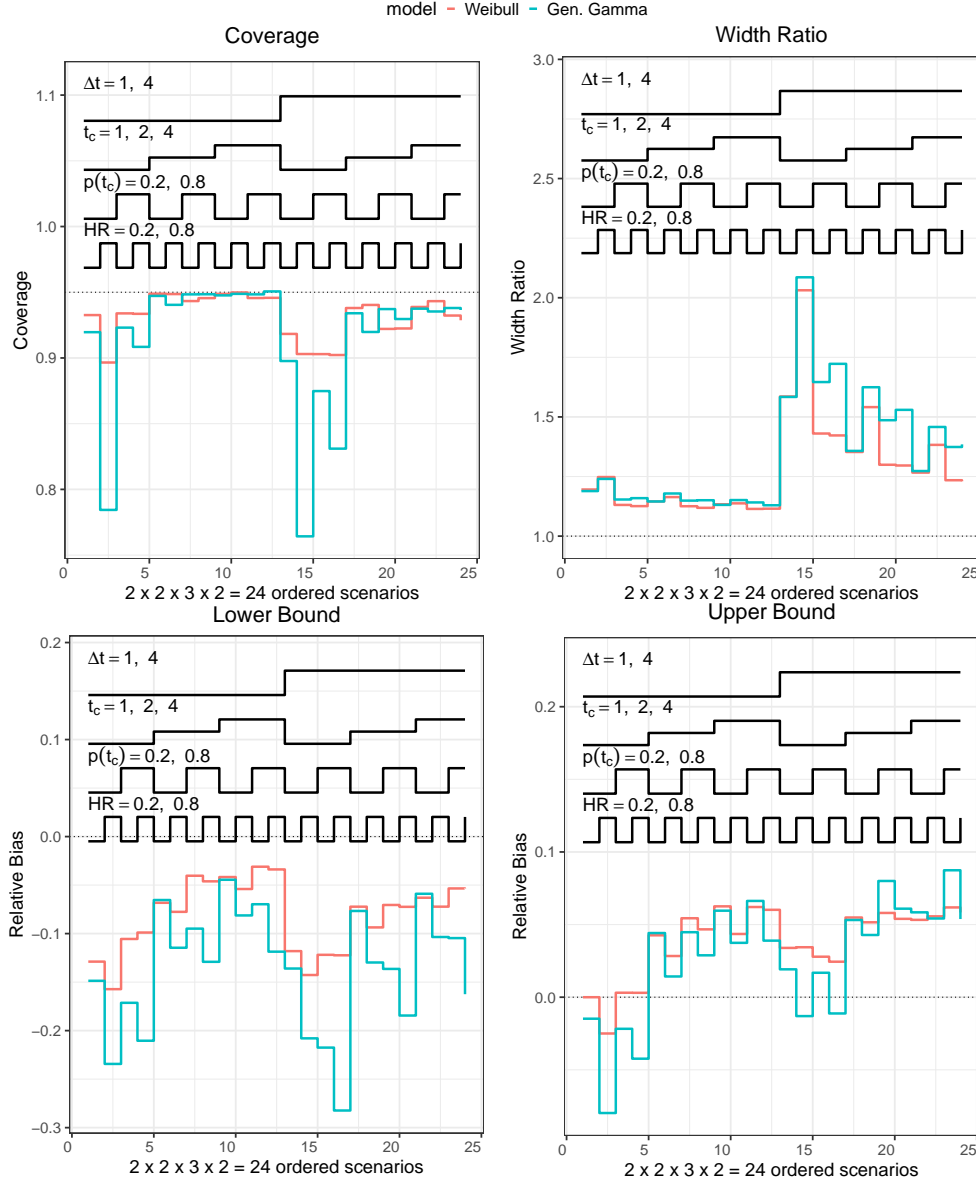 model Weibull Gen. Gamma
Coverage
Δt = 1, 4
t_c = 1, 2, 4
p(t_c) = 0.2, 0.8
HR = 0.2, 0.8
1.1
1.0
0.9
0.8
Coverage
0 5 10 15 20 25
2 x 2 x 3 x 2 = 24 ordered scenarios
Width Ratio
Δt = 1, 4
t_c = 1, 2, 4
p(t_c) = 0.2, 0.8
HR = 0.2, 0.8
3.0
2.5
2.0
1.5
1.0
Width Ratio
0 5 10 15 20 25
2 x 2 x 3 x 2 = 24 ordered scenarios
Lower Bound
Δt = 1, 4
t_c = 1, 2, 4
p(t_c) = 0.2, 0.8
HR = 0.2, 0.8
0.2
0.1
0.0
−0.1
−0.2
−0.3
Relative Bias
0 5 10 15 20 25
2 x 2 x 3 x 2 = 24 ordered scenarios
Upper Bound
Δt = 1, 4
t_c = 1, 2, 4
p(t_c) = 0.2, 0.8
HR = 0.2, 0.8
0.2
0.1
0.0
Relative Bias
0 5 10 15 20 25
2 x 2 x 3 x 2 = 24 ordered scenarios